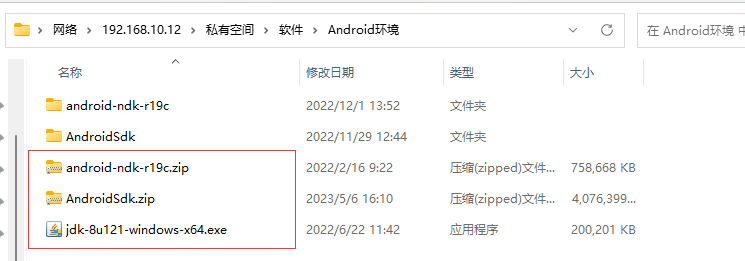 网络 > 192.168.10.12 > 私有空间 > 软件 > Android环境
在 Android环境 中
名称 修改日期 类型 大小
android-ndk-r19c 2022/12/1 13:52 文件夹
AndroidSdk 2022/11/29 12:44 文件夹
android-ndk-r19c.zip 2022/2/16 9:22 压缩(zipped)文件... 758,668 KB
AndroidSdk.zip 2023/5/6 16:10 压缩(zipped)文件... 4,076,399...
jdk-8u121-windows-x64.exe 2022/6/22 11:42 应用程序 200,201 KB